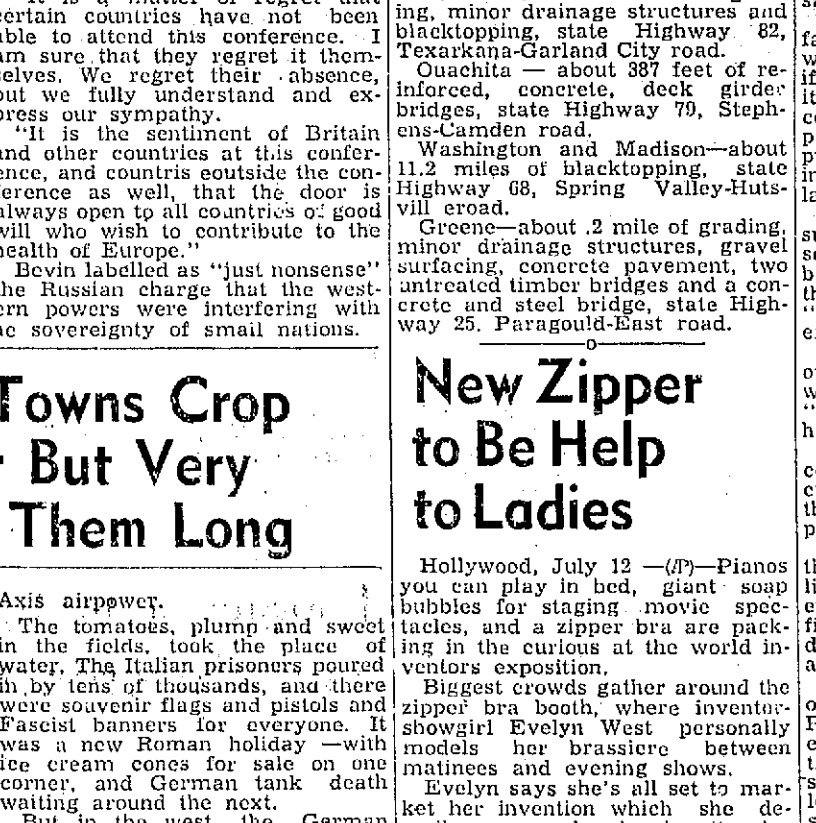 certain countries have not been
able to attend this conference. I
am sure that they regret it them-
selves. We regret their absence,
but we fully understand and ex-
press our sympathy.
"It is the sentiment of Britain
and other countries at this confer-
ence, and countris eoutside the con-
ference as well, that the door is
always open to all countries of good
will who wish to contribute to the
health of Europe."
Bevin labelled as "just nonsense"
the Russian charge that the west-
ern powers were interfering with
he sovereignty of small nations.
Towns Crop
But Very
Them Long
Axis airpower.
The tomatoes, plump and sweet
in the fields, took the place of
water. The Italian prisoners poured
in by tens of thousands, and there
were souvenir flags and pistols and
Fascist banners for everyone. It
was a new Roman holiday —with
ice cream cones for sale on one
corner, and German tank death
waiting around the next.
But in the west, the German
ing, minor drainage structures and
blacktopping, state Highway 82,
Texarkana-Garland City road.
Ouachita — about 387 feet of re-
inforced, concrete, deck girder
bridges, state Highway 79, Steph-
ens-Camden road.
Washington and Madison—about
11.2 miles of blacktopping, state
Highway 68, Spring Valley-Huts-
vill eroad.
Greene—about .2 mile of grading,
minor drainage structures, gravel
surfacing, concrete pavement, two
untreated timber bridges and a con-
crete and steel bridge, state High-
way 25. Paragould-East road.
New Zipper
to Be Help
to Ladies
Hollywood, July 12 —(AP)—Pianos
you can play in bed, giant soap
bubbles for staging movie spec-
tacles, and a zipper bra are pack-
ing in the curious at the world in-
ventors exposition.
Biggest crowds gather around the
zipper bra booth, where inventor-
showgirl Evelyn West personally
models her brassiere between
matinees and evening shows.
Evelyn says she's all set to mar-
ket her invention which she de-